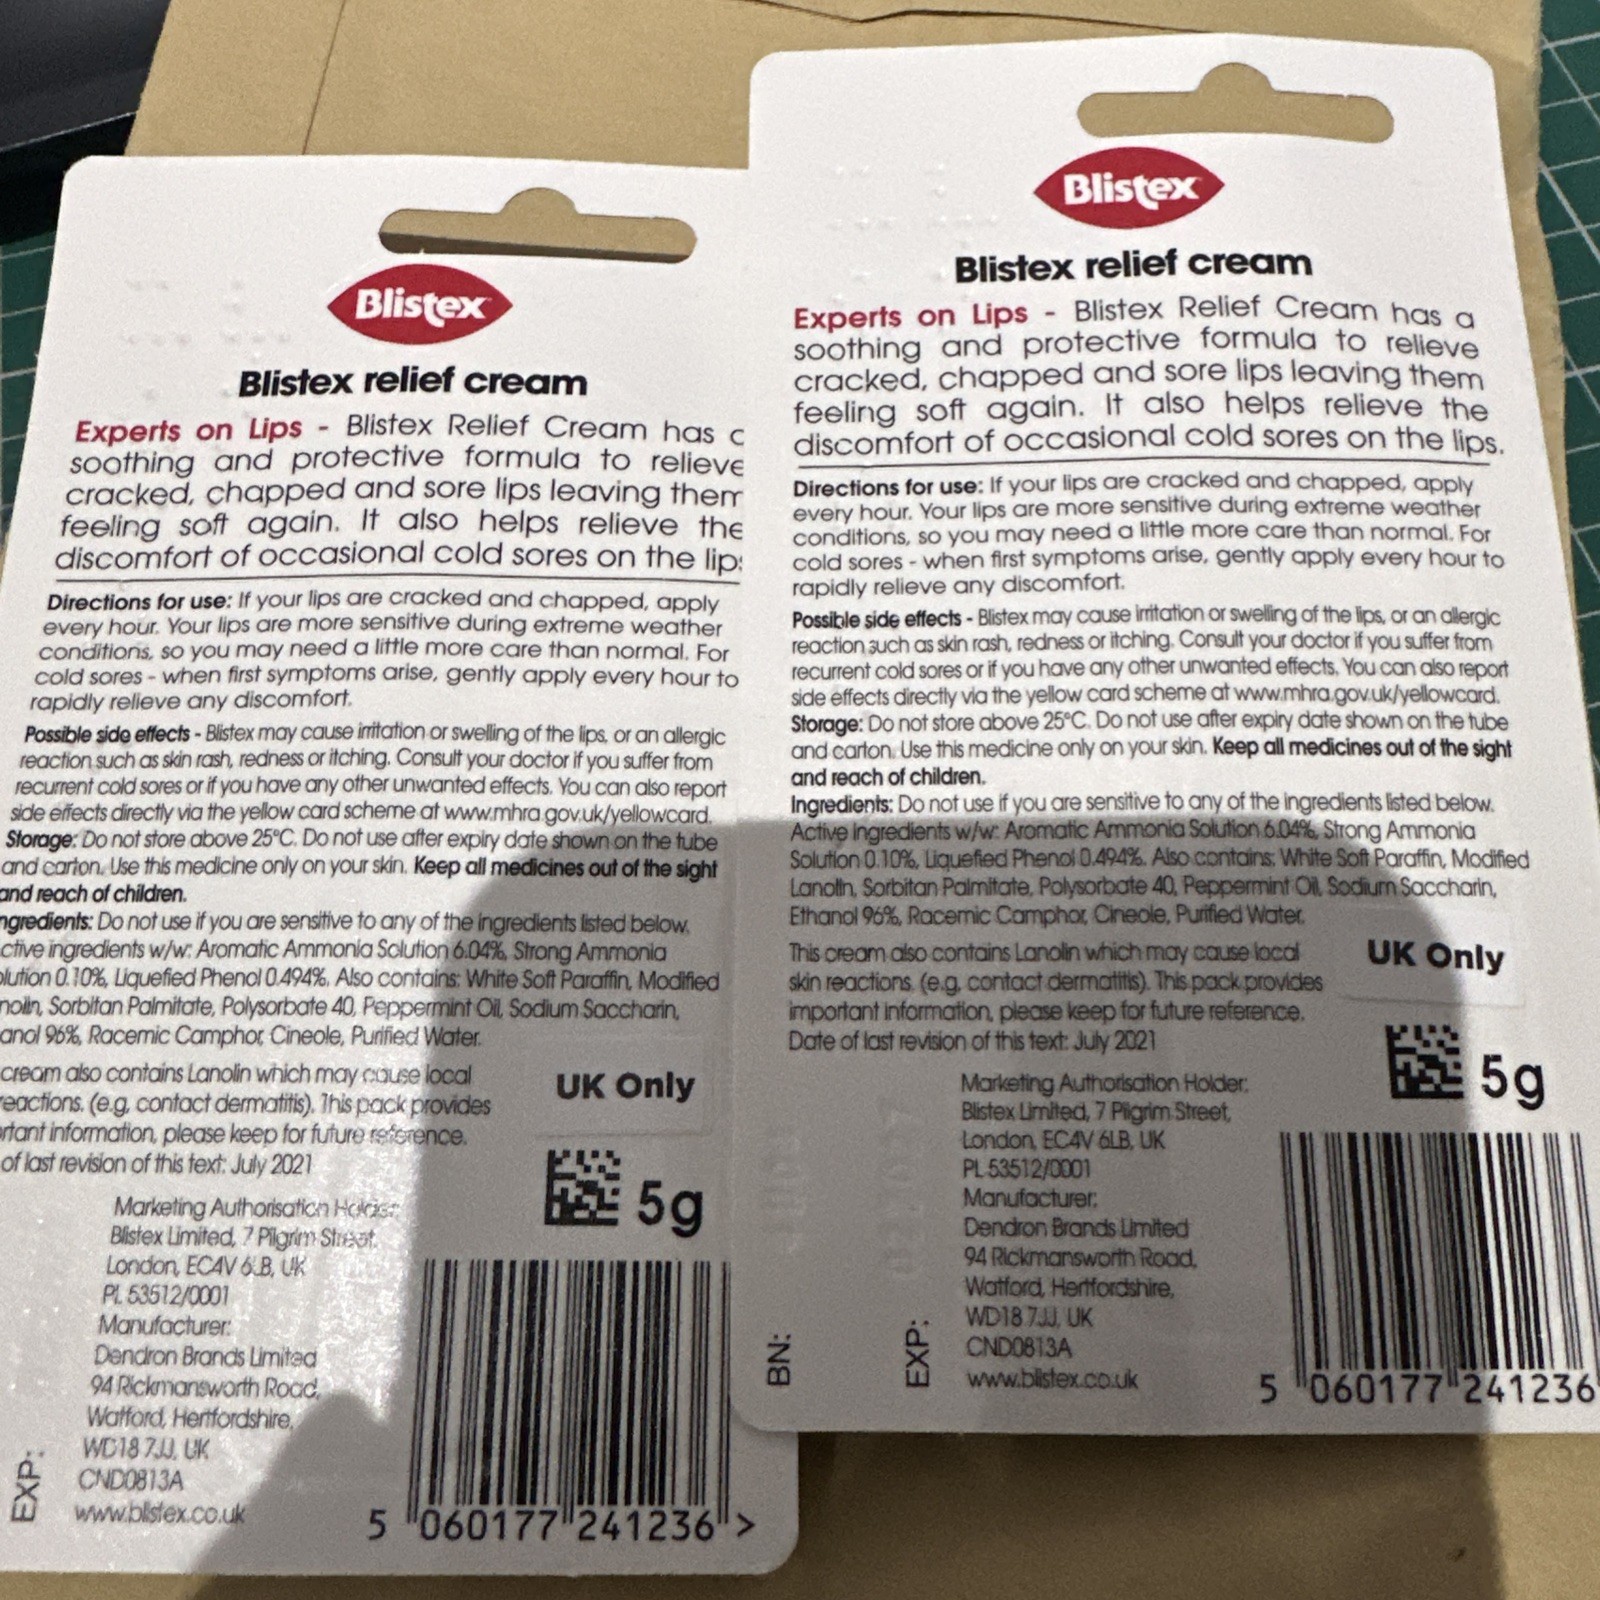 Blistex
Blistex relief cream
Experts on Lips - Blistex Relief Cream has
soothing and protective formula to relieve
cracked, chapped and sore lips leaving them
feeling soft again. It also helps relieve the
discomfort of occasional cold sores on the
Directions for use: If your lips are cracked and chapped, apply
every hour. Your lips are more sensitive during extreme weather
conditions, so you may need a little more care than normal. For
cold sores - when first symptoms arise, gently apply every hour to
rapidly relieve any discomfort.
Possible side effects - Blistex may cause irritation or swelling of the lips, or an allergic
reaction such as skin rash, redness or itching. Consult your doctor if you suffer from
recurrent cold sores or if you have any other unwanted effects. You can also report
side effects directly via the yellow card scheme at www.mhra.gov.uk/yellowcard.
Storage: Do not store above 25°C. Do not use after expiry date shown on the tube
and carton. Use this medicine only on your skin. Keep all medicines out of the sight
and reach of children.
ngredients: Do not use if you are sensitive to any of the ingredients listed below.
ctive ingredients w/w: Aromatic Ammonia Solution 6.04%, Strong Ammonia
lution 0.10%, Liquefied Phenol 0.494%. Also contains: White Soft Paraffin, Modified
nolin, Sorbitan Palmitate, Polysorbate 40, Peppermint Oil, Sodium Saccharin,
anol 96%, Racemic Camphor, Cineole, Purified Water.
cream also contains Lanolin which may cause local
eactions. (e.g. contact dermatitis). This pack provides
rtant information, please keep for future reference.
of last revision of this text: July 2021
UK Only
5g
Marketing Authorisation Holder:
Blistex Limited, 7 Pilgrim Street,
London, EC4V 6LB, UK
PL 53512/0001
Manufacturer:
Dendron Brands Limited
94 Rickmansworth Road,
Watford, Hertfordshire,
WD18 7JJ, UK
CND0813A
www.blistex.co.uk
EXP:
5 060177 241236 >
Blistex
Blistex relief cream
Experts on Lips - Blistex Relief Cream has a
soothing and protective formula to relieve
cracked, chapped and sore lips leaving them
feeling soft again. It also helps relieve the
discomfort of occasional cold sores on the lips.
Directions for use: If your lips are cracked and chapped, apply
every hour. Your lips are more sensitive during extreme weather
conditions, so you may need a little more care than normal. For
cold sores - when first symptoms arise, gently apply every hour to
rapidly relieve any discomfort.
Possible side effects - Blistex may cause irritation or swelling of the lips, or an allergic
reaction such as skin rash, redness or itching. Consult your doctor if you suffer from
recurrent cold sores or if you have any other unwanted effects. You can also report
side effects directly via the yellow card scheme at www.mhra.gov.uk/yellowcard.
Storage: Do not store above 25°C. Do not use after expiry date shown on the tube
and carton. Use this medicine only on your skin. Keep all medicines out of the sight
and reach of children.
Ingredients: Do not use if you are sensitive to any of the ingredients listed below.
Active ingredients w/w: Aromatic Ammonia Solution 6.04%, Strong Ammonia
Solution 0.10%, Liquefied Phenol 0.494%. Also contains: White Soft Paraffin, Modified
Lanolin, Sorbitan Palmitate, Polysorbate 40, Peppermint Oil, Sodium Saccharin,
Ethanol 96%, Racemic Camphor, Cineole, Purified Water.
This cream also contains Lanolin which may cause local
skin reactions. (e.g. contact dermatitis). This pack provides
important information, please keep for future reference.
Date of last revision of this text: July 2021
UK Only
5g
Marketing Authorisation Holder:
Blistex Limited, 7 Pilgrim Street,
London, EC4V 6LB, UK
PL 53512/0001
Manufacturer:
Dendron Brands Limited
94 Rickmansworth Road,
Watford, Hertfordshire,
WD18 7JJ, UK
CND0813A
www.blistex.co.uk
BN:
EXP:
5 060177 241236